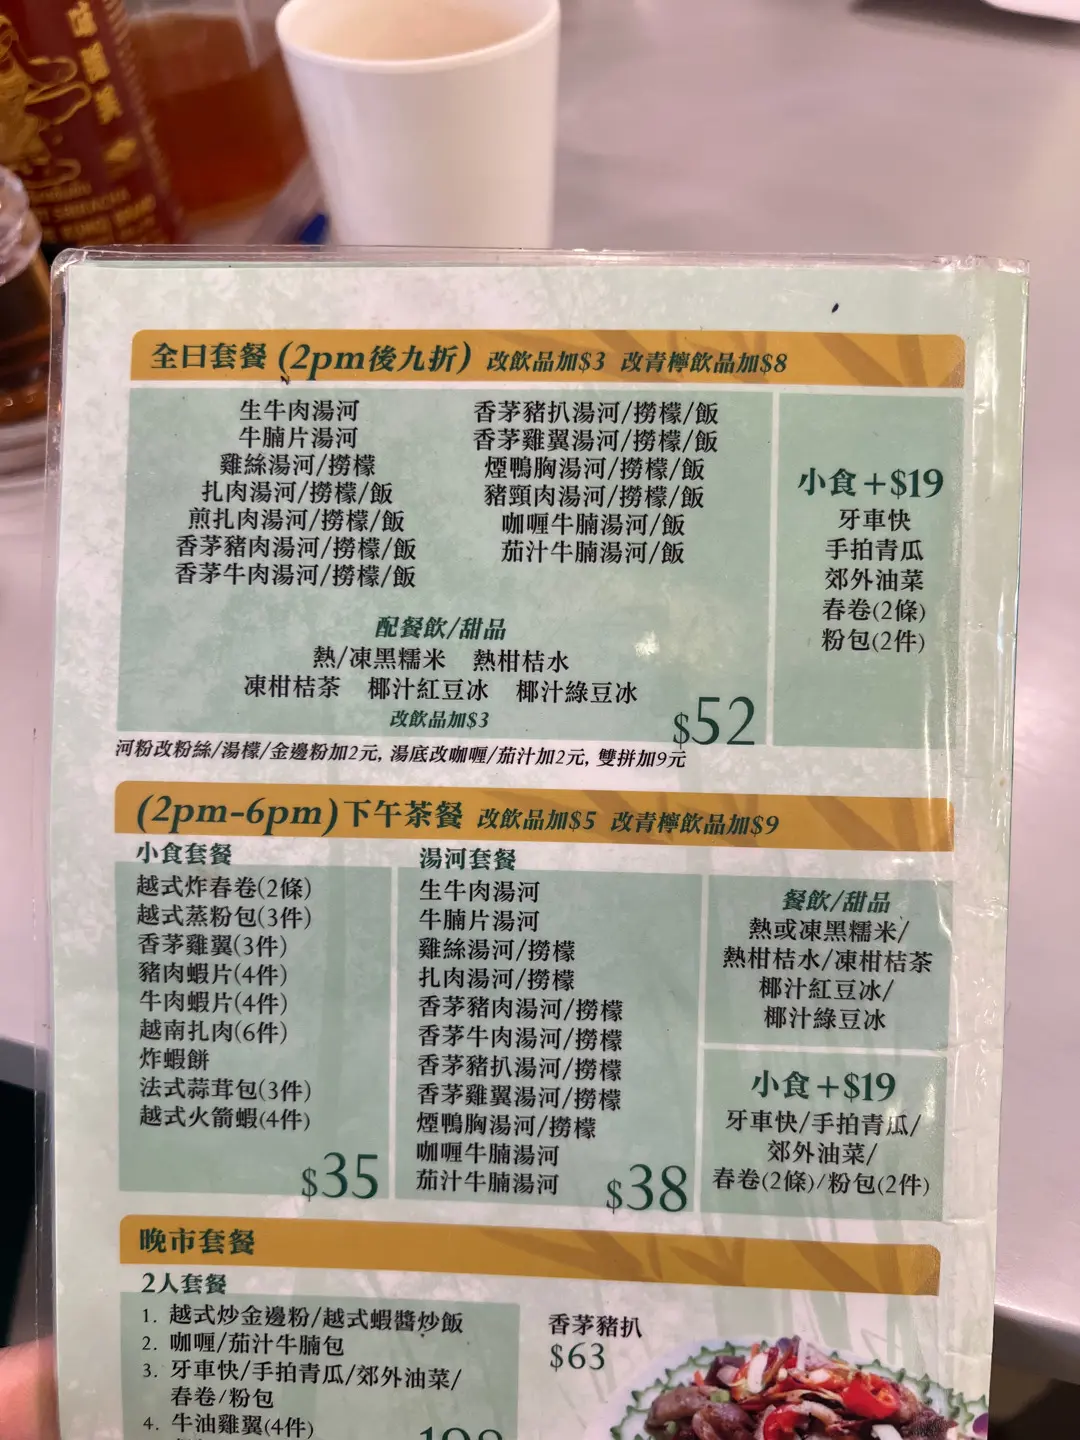 味
全日套餐 (2pm後九折) 改飲品加$3 改青檸飲品加$8
生牛肉湯河
牛腩片湯河
雞絲湯河/撈檬
扎肉湯河/撈檬/飯
煎扎肉湯河/撈檬/飯
香茅豬肉湯河/撈檬/飯
香茅牛肉湯河/撈檬/飯
香茅豬扒湯河/撈檬/飯
香茅雞翼湯河/撈檬/飯
煙鴨胸湯河/撈檬/飯
豬頸肉湯河/撈檬/飯
咖喱牛腩湯河/飯
茄汁牛腩湯河/飯
配餐飲/甜品
熱/凍黑糯米 熱柑桔水
凍柑桔茶 椰汁紅豆冰 椰汁綠豆冰
改飲品加$3
$52
小食+$19
牙車快
手拍青瓜
郊外油菜
春卷(2條)
粉包(2件)
河粉改粉絲/湯檬/金邊粉加2元, 湯底改咖喱/茄汁加2元, 雙拼加9元
(2pm-6pm)下午茶餐 改飲品加$5 改青檸飲品加$9
小食套餐
越式炸春卷(2條)
越式蒸粉包(3件)
香茅雞翼(3件)
豬肉蝦片(4件)
牛肉蝦片(4件)
越南扎肉(6件)
炸蝦餅
法式蒜茸包(3件)
越式火箭蝦(4件)
$35
湯河套餐
生牛肉湯河
牛腩片湯河
雞絲湯河/撈檬
扎肉湯河/撈檬
香茅豬肉湯河/撈檬
香茅牛肉湯河/撈檬
香茅豬扒湯河/撈檬
香茅雞翼湯河/撈檬
煙鴨胸湯河/撈檬
咖喱牛腩湯河
茄汁牛腩湯河
$38
餐飲/甜品
熱或凍黑糯米/
熱柑桔水/凍柑桔茶
椰汁紅豆冰/
椰汁綠豆冰
小食+$19
牙車快/手拍青瓜/
郊外油菜/
春卷(2條)/粉包(2件)
晚市套餐
2人套餐
1. 越式炒金邊粉/越式蝦醬炒飯
2. 咖喱/茄汁牛腩包
3. 牙車快/手拍青瓜/郊外油菜/
春卷/粉包
4. 牛油雞翼(4件)
香茅豬扒
$63